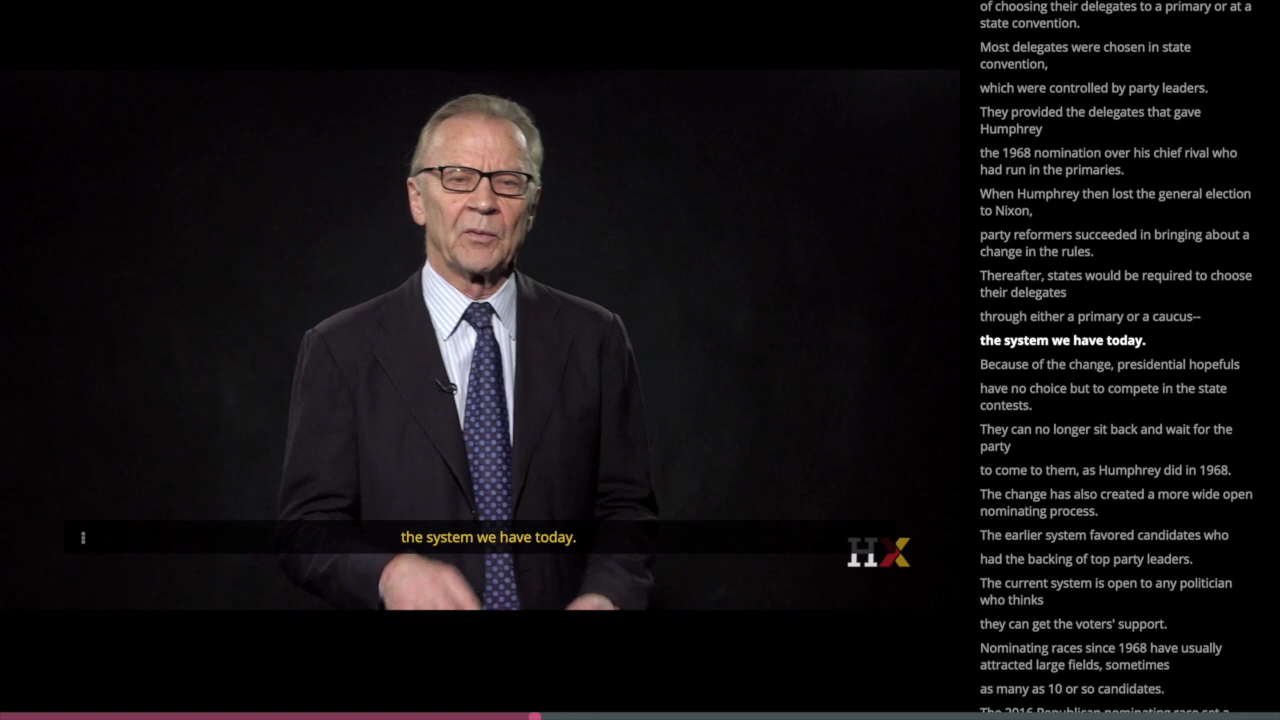 of choosing their delegates to a primary or at a
state convention.
Most delegates were chosen in state
convention,
which were controlled by party leaders.
They provided the delegates that gave
Humphrey
the 1968 nomination over his chief rival who
had run in the primaries.
When Humphrey then lost the general election
to Nixon,
party reformers succeeded in bringing about a
change in the rules.
Thereafter, states would be required to choose
their delegates
through either a primary or a caucus--
the system we have today.
Because of the change, presidential hopefuls
have no choice but to compete in the state
contests.
They can no longer sit back and wait for the
party
to come to them, as Humphrey did in 1968.
The change has also created a more wide open
nominating process.
The earlier system favored candidates who
had the backing of top party leaders.
The current system is open to any politician
who thinks
they can get the voters' support.
Nominating races since 1968 have usually
attracted large fields, sometimes
as many as 10 or so candidates.
The 2016 Republican nominating race set a
the system we have today.
HX